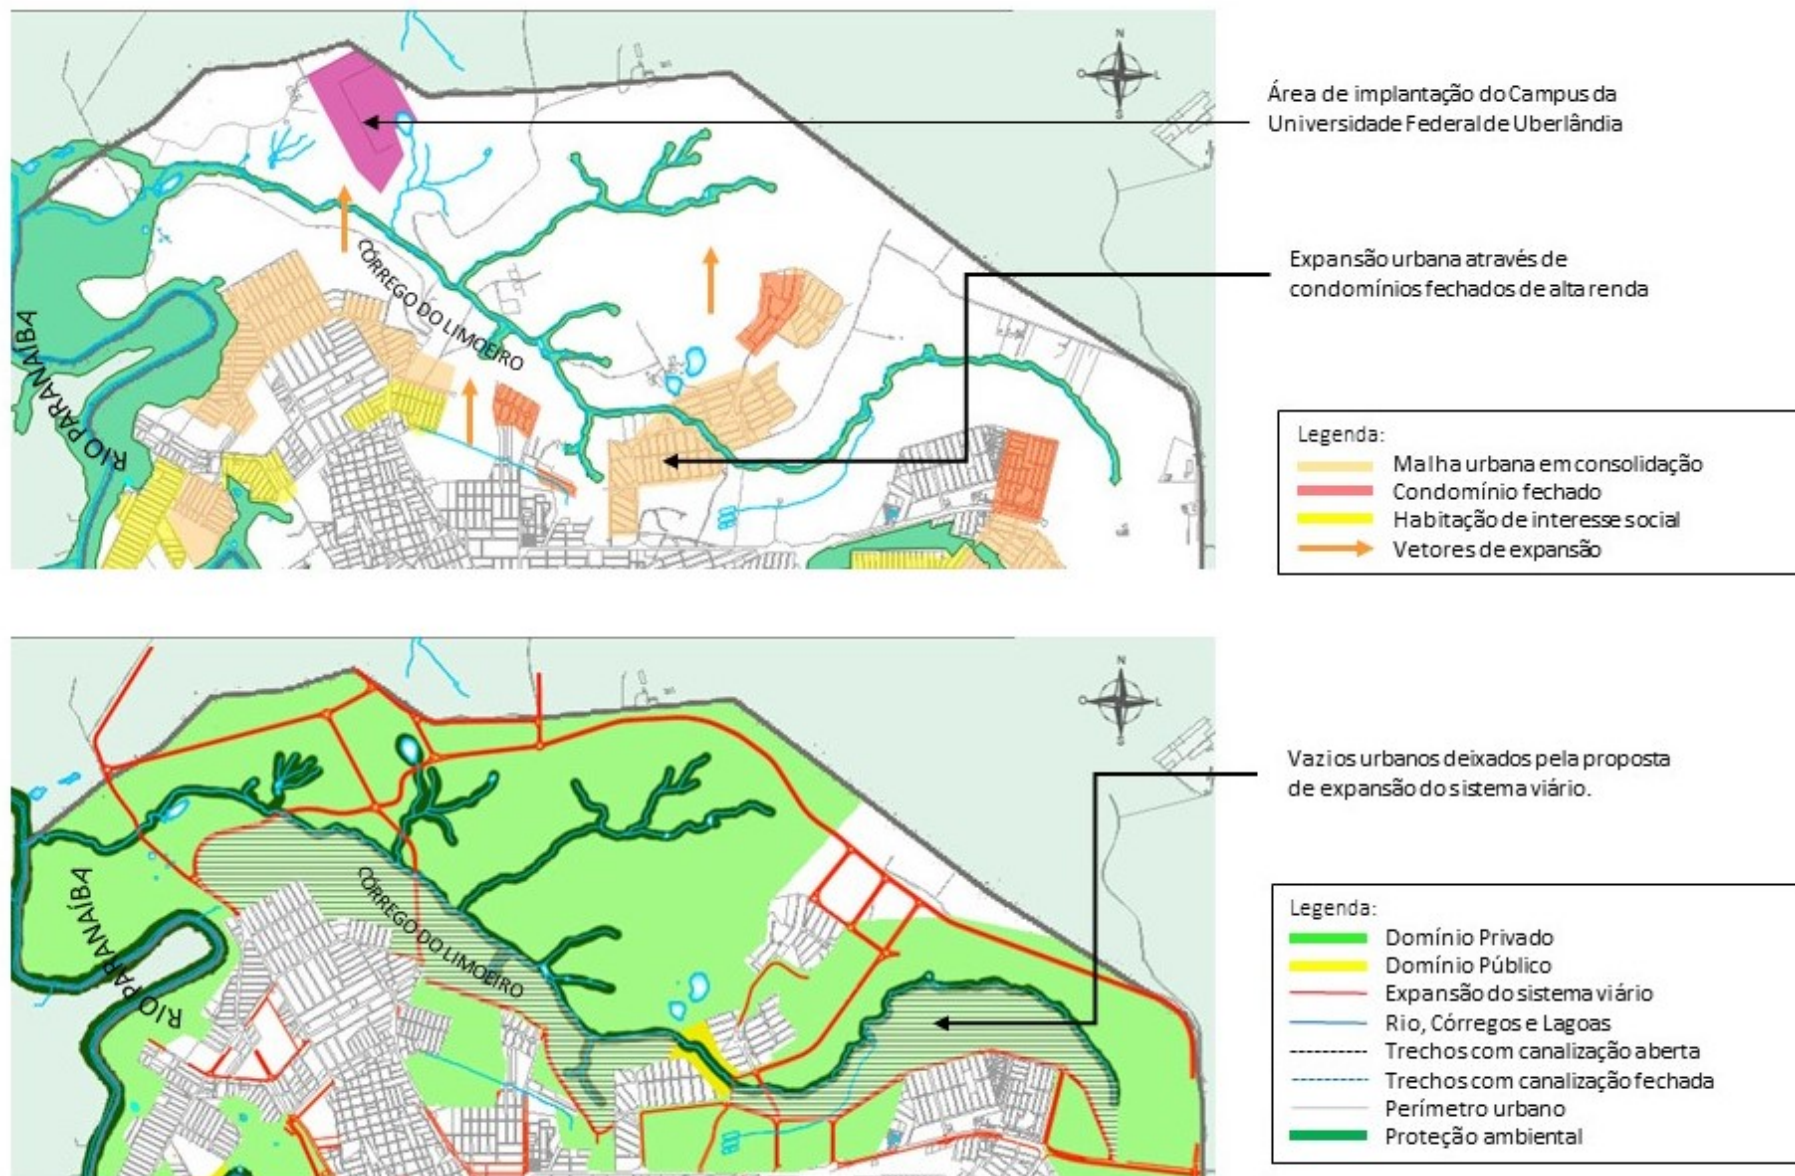 N
O
L
S
Área de implantação do Campus da
Universidade Federal de Uberlândia
CÓRREGO DO LIMOEIRO
Expansão urbana através de
condomínios fechados de alta renda
RIO PARANAÍBA
Legenda:
Malha urbana em consolidação
Condomínio fechado
Habitação de interesse social
Vetores de expansão
N
O
L
S
Vazios urbanos deixados pela proposta
de expansão do sistema viário.
CÓRREGO DO LIMOEIRO
RIO PARANAÍBA
Legenda:
Domínio Privado
Domínio Público
Expansão do sistema viário
Rio, Córregos e Lagoas
Trechos com canalização aberta
Trechos com canalização fechada
Perímetro urbano
Proteção ambiental